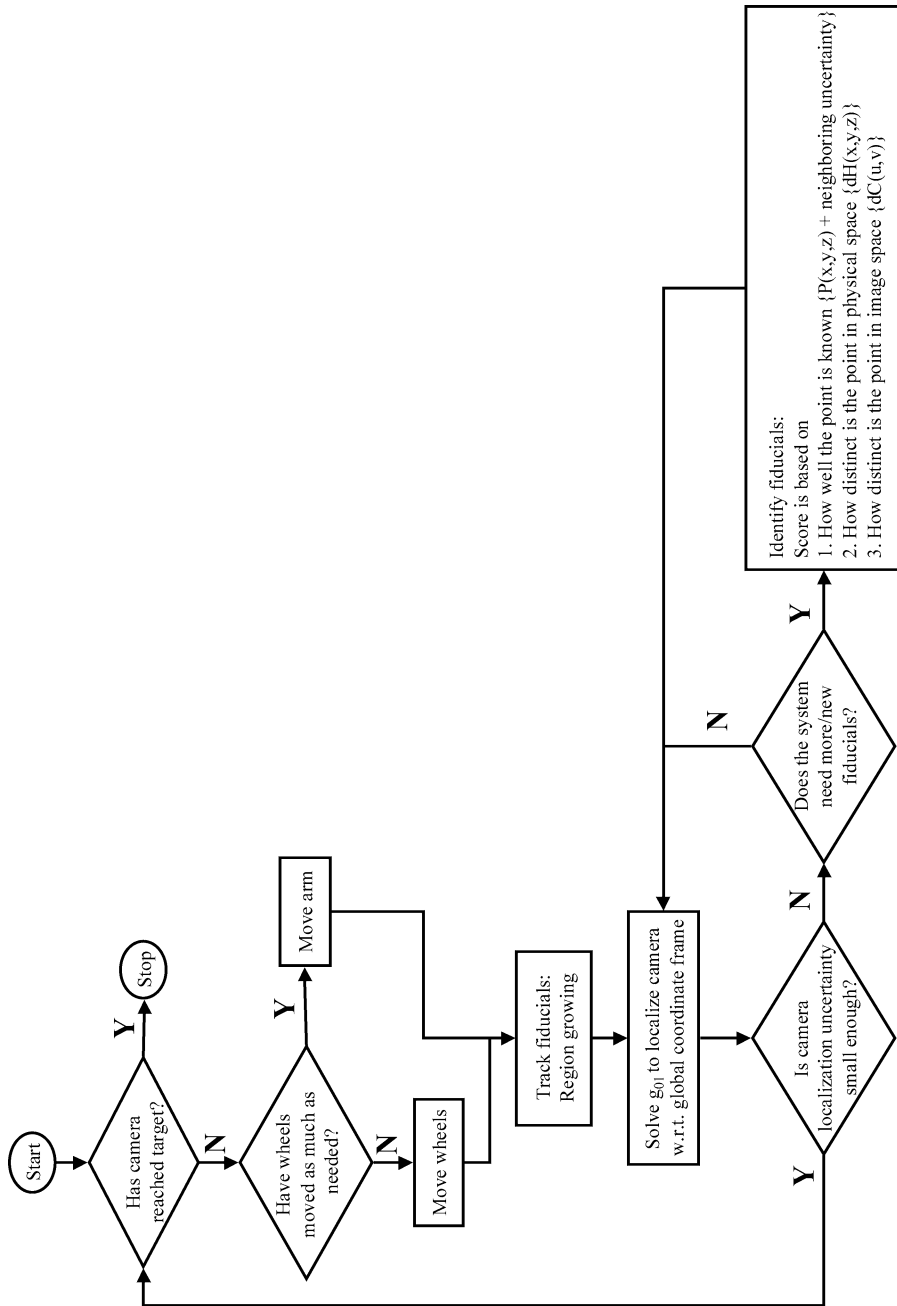 Start
Has camera
reached target?
Y
Stop
N
Have wheels
moved as much as
needed?
Y
Move arm
N
Move wheels
Track fiducials:
Region growing
Solve g01 to localize camera
w.r.t. global coordinate frame
Is camera
localization uncertainty
small enough?
Y
N
Does the system
need more/new
fiducials?
N
Y
Identify fiducials:
Score is based on
1. How well the point is known {P(x,y,z) + neighboring uncertainty}
2. How distinct is the point in physical space {dH(x,y,z)}
3. How distinct is the point in image space {dC(u,v)}